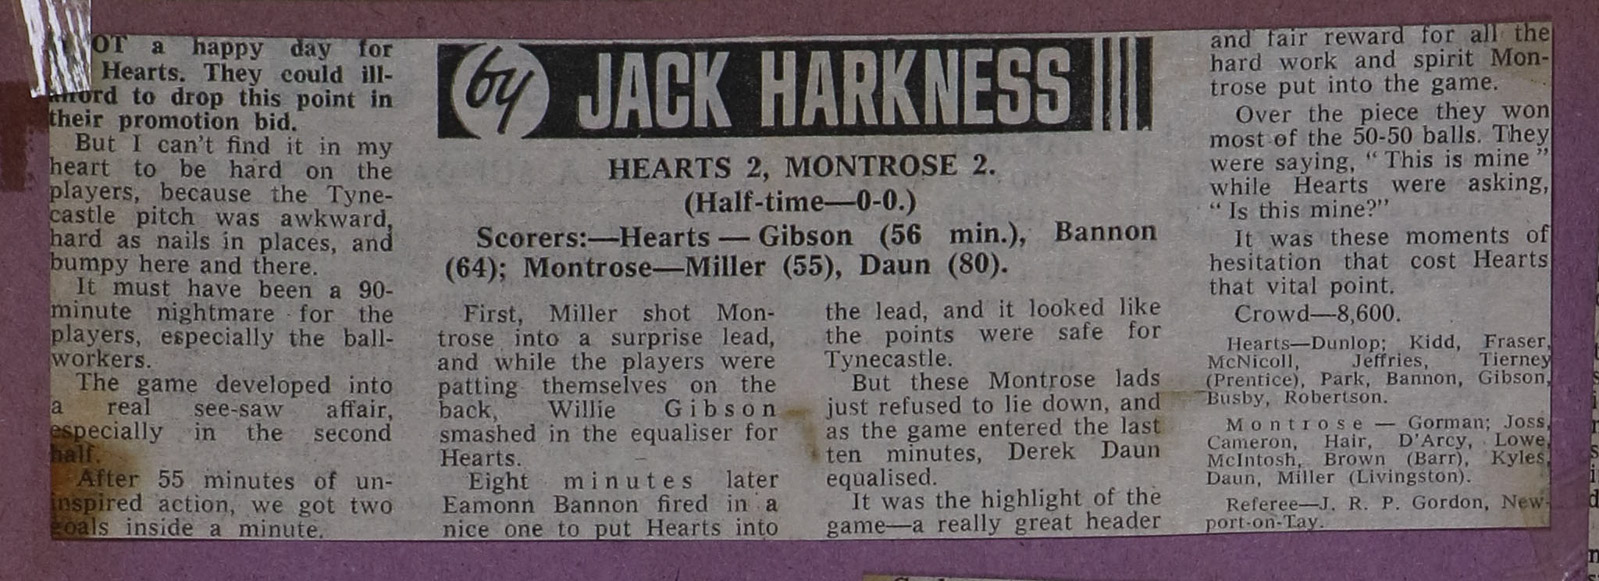 NOT a happy day for
Hearts. They could ill-
afford to drop this point in
their promotion bid.
But I can't find it in my
heart to be hard on the
players, because the Tyne-
castle pitch was awkward,
hard as nails in places, and
bumpy here and there.
It must have been a 90-
minute nightmare for the
players, especially the ball-
workers.
The game developed into
a real see-saw affair,
especially in the second
half.
After 55 minutes of un-
inspired action, we got two
goals inside a minute.
by JACK HARKNESS
HEARTS 2, MONTROSE 2.
(Half-time—0-0.)
Scorers:—Hearts — Gibson (56 min.), Bannon
(64); Montrose—Miller (55), Daun (80).
First, Miller shot Mon-
trose into a surprise lead,
and while the players were
patting themselves on the
back, Willie Gibson
smashed in the equaliser for
Hearts.
Eight minutes later
Eamonn Bannon fired in a
nice one to put Hearts into
the lead, and it looked like
the points were safe for
Tynecastle.
But these Montrose lads
just refused to lie down, and
as the game entered the last
ten minutes, Derek Daun
equalised.
It was the highlight of the
game—a really great header
and fair reward for all the
hard work and spirit Mon-
trose put into the game.
Over the piece they won
most of the 50-50 balls. They
were saying, "This is mine"
while Hearts were asking,
"Is this mine?"
It was these moments of
hesitation that cost Hearts
that vital point.
Crowd—8,600.
Hearts—Dunlop; Kidd, Fraser,
McNicoll, Jeffries, Tierney
(Prentice), Park, Bannon, Gibson,
Busby, Robertson.
Montrose — Gorman; Joss,
Cameron, Hair, D'Arcy, Lowe,
McIntosh, Brown (Barr), Kyles,
Daun, Miller (Livingston).
Referee—J. R. P. Gordon, New-
port-on-Tay.